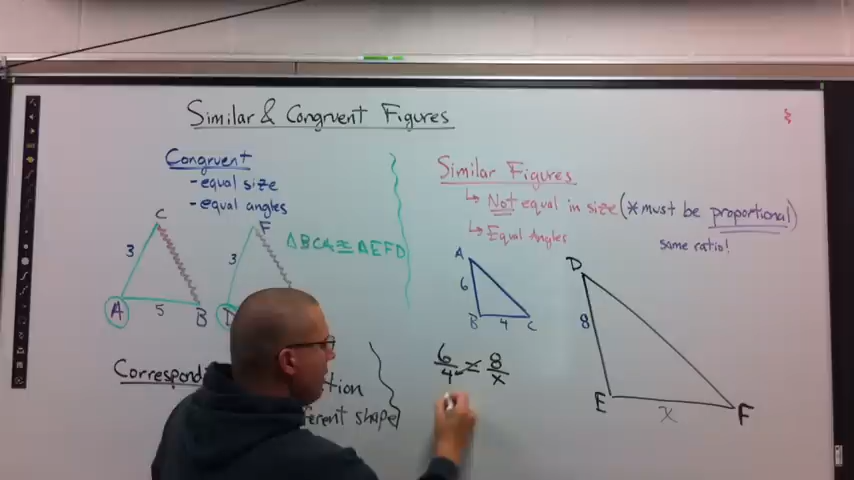 Similar & Congruent Figures
Congruent
- equal size
- equal angles
C
F
3
3
ΔBCA ≅ ΔEFD
A
5
B
D
Correspond
tion
ferent shape
Similar Figures
↳ Not equal in size (* must be proportional)
↳ Equal Angles
same ratio!
A
6
B
4
C
D
8
E
x
F
6/4 = 8/x